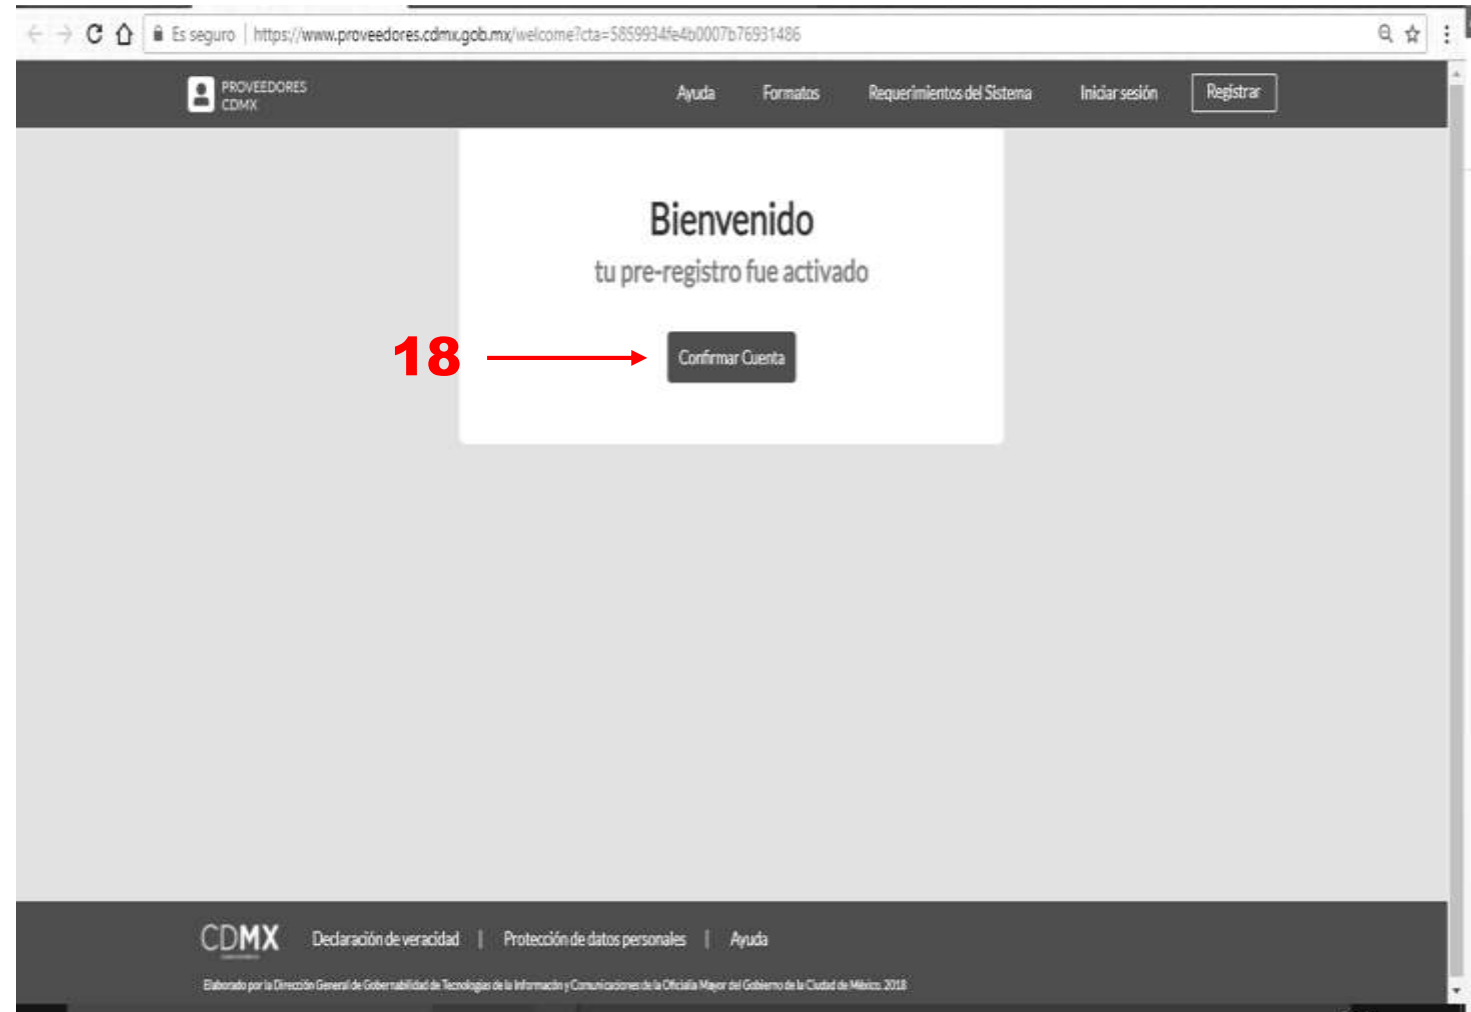 Es seguro | https://www.proveedores.cdmx.gob.mx/welcome?cta=5859934fe4b0007b76931486
PROVEEDORES
CDMX
Ayuda
Formatos
Requerimientos del Sistema
Iniciar sesión
Registrar
Bienvenido
tu pre-registro fue activado
18
Confirmar Cuenta
CDMX
Declaración de veracidad | Protección de datos personales | Ayuda
Elaborado por la Dirección General de Gobernabilidad de Tecnologías de la Información y Comunicaciones de la Oficialía Mayor del Gobierno de la Ciudad de México. 2018